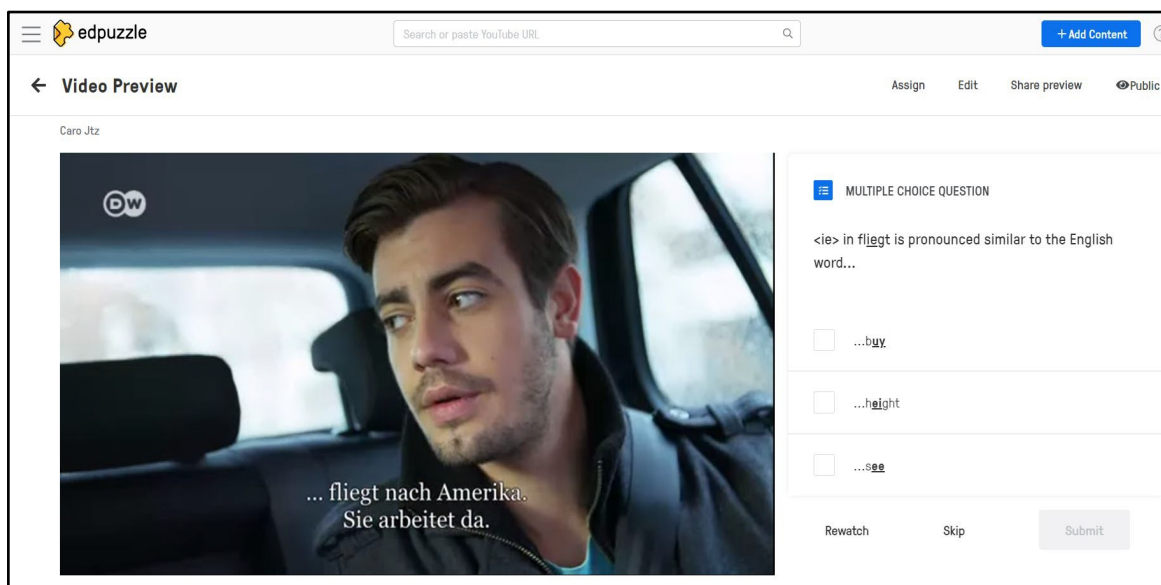 edpuzzle
Search or paste YouTube URL
+ Add Content
Video Preview
Assign
Edit
Share preview
Public
Caro Jtz
DW
... fliegt nach Amerika.
Sie arbeitet da.
MULTIPLE CHOICE QUESTION
<ie> in fliegt is pronounced similar to the English
word...
...buy
...height
...see
Rewatch
Skip
Submit